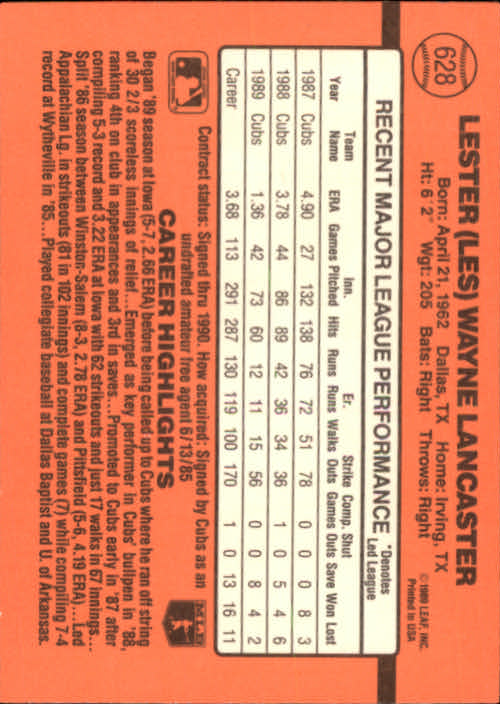 628
LESTER (LES) WAYNE LANCASTER
Born: April 21, 1962 Dallas, TX Home: Irving, TX
Ht: 6' 2" Wgt: 205 Bats: Right Throws: Right
© 1989 LEAF, INC.
Printed in USA
RECENT MAJOR LEAGUE PERFORMANCE *Denotes Led League
Team Inn. Er. Strike Comp. Shut
Year Name ERA Games Pitched Hits Runs Runs Walks Outs Games Outs Save Won Lost
1987 Cubs 4.90 27 132 138 76 72 51 78 0 0 0 8 3
1988 Cubs 3.78 44 86 89 42 36 34 36 1 0 5 4 6
1989 Cubs 1.36 42 73 60 12 11 15 56 0 0 8 4 2
Career 3.68 113 291 287 130 119 100 170 1 0 13 16 11
Contract status: Signed thru 1990. How acquired: Signed by Cubs as an
undrafted amateur free agent 6/13/85
MLB
CAREER HIGHLIGHTS
Began '89 season at Iowa (5-7, 2.66 ERA) before being called up to Cubs where he ran off string
of 30 2/3 scoreless innings of relief...Emerged as key performer in Cubs' bullpen in '88,
ranking 4th on club in appearances and 3rd in saves...Promoted to Cubs early in '87 after
compiling 5-3 record and 3.22 ERA at Iowa with 62 strikeouts and just 17 walks in 67 innings...
Split '86 season between Winston-Salem (8-3, 2.78 ERA) and Pittsfield (5-6, 4.19 ERA)...Led
Appalachian Lg. in strikeouts (81 in 102 innings) and compete games (7) while compiling 7-4
record at Wytheville in '85...Played collegiate baseball at Dallas Baptist and U. of Arkansas.